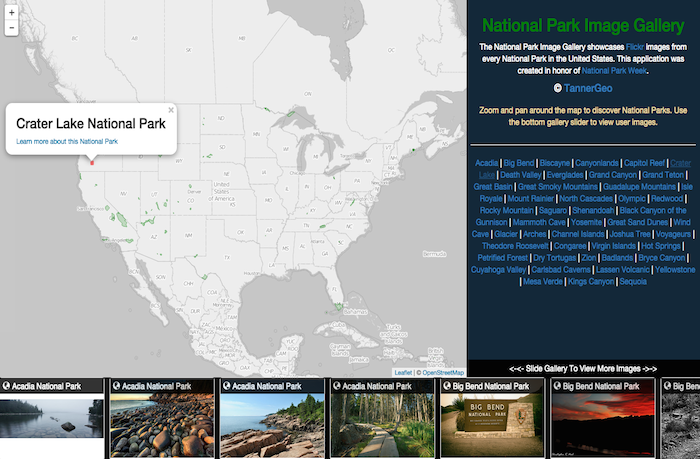 +
−
Crater Lake National Park
×
Learn more about this National Park
National Park Image Gallery
The National Park Image Gallery showcases Flickr images from
every National Park in the United States. This application was
created in honor of National Park Week.
© TannerGeo
Zoom and pan around the map to discover National Parks. Use
the bottom gallery slider to view user images.
Acadia | Big Bend | Biscayne | Canyonlands | Capitol Reef | Crater
Lake | Death Valley | Everglades | Grand Canyon | Grand Teton |
Great Basin | Great Smoky Mountains | Guadalupe Mountains | Isle
Royale | Mount Rainier | North Cascades | Olympic | Redwood |
Rocky Mountain | Saguaro | Shenandoah | Black Canyon of the
Gunnison | Mammoth Cave | Yosemite | Great Sand Dunes | Wind
Cave | Glacier | Arches | Channel Islands | Joshua Tree | Voyageurs |
Theodore Roosevelt | Congaree | Virgin Islands | Hot Springs |
Petrified Forest | Dry Tortugas | Zion | Badlands | Bryce Canyon |
Cuyahoga Valley | Carlsbad Caverns | Lassen Volcanic | Yellowstone
| Mesa Verde | Kings Canyon | Sequoia
United
States
of America
Bermuda
Leaflet | © OpenStreetMap
<-<- Slide Gallery To View More Images ->->
Acadia National Park
Acadia National Park
Acadia National Park
Acadia National Park
Big Bend National Park
Big Bend National Park
Big B
BIG BEND
NATIONAL PARK